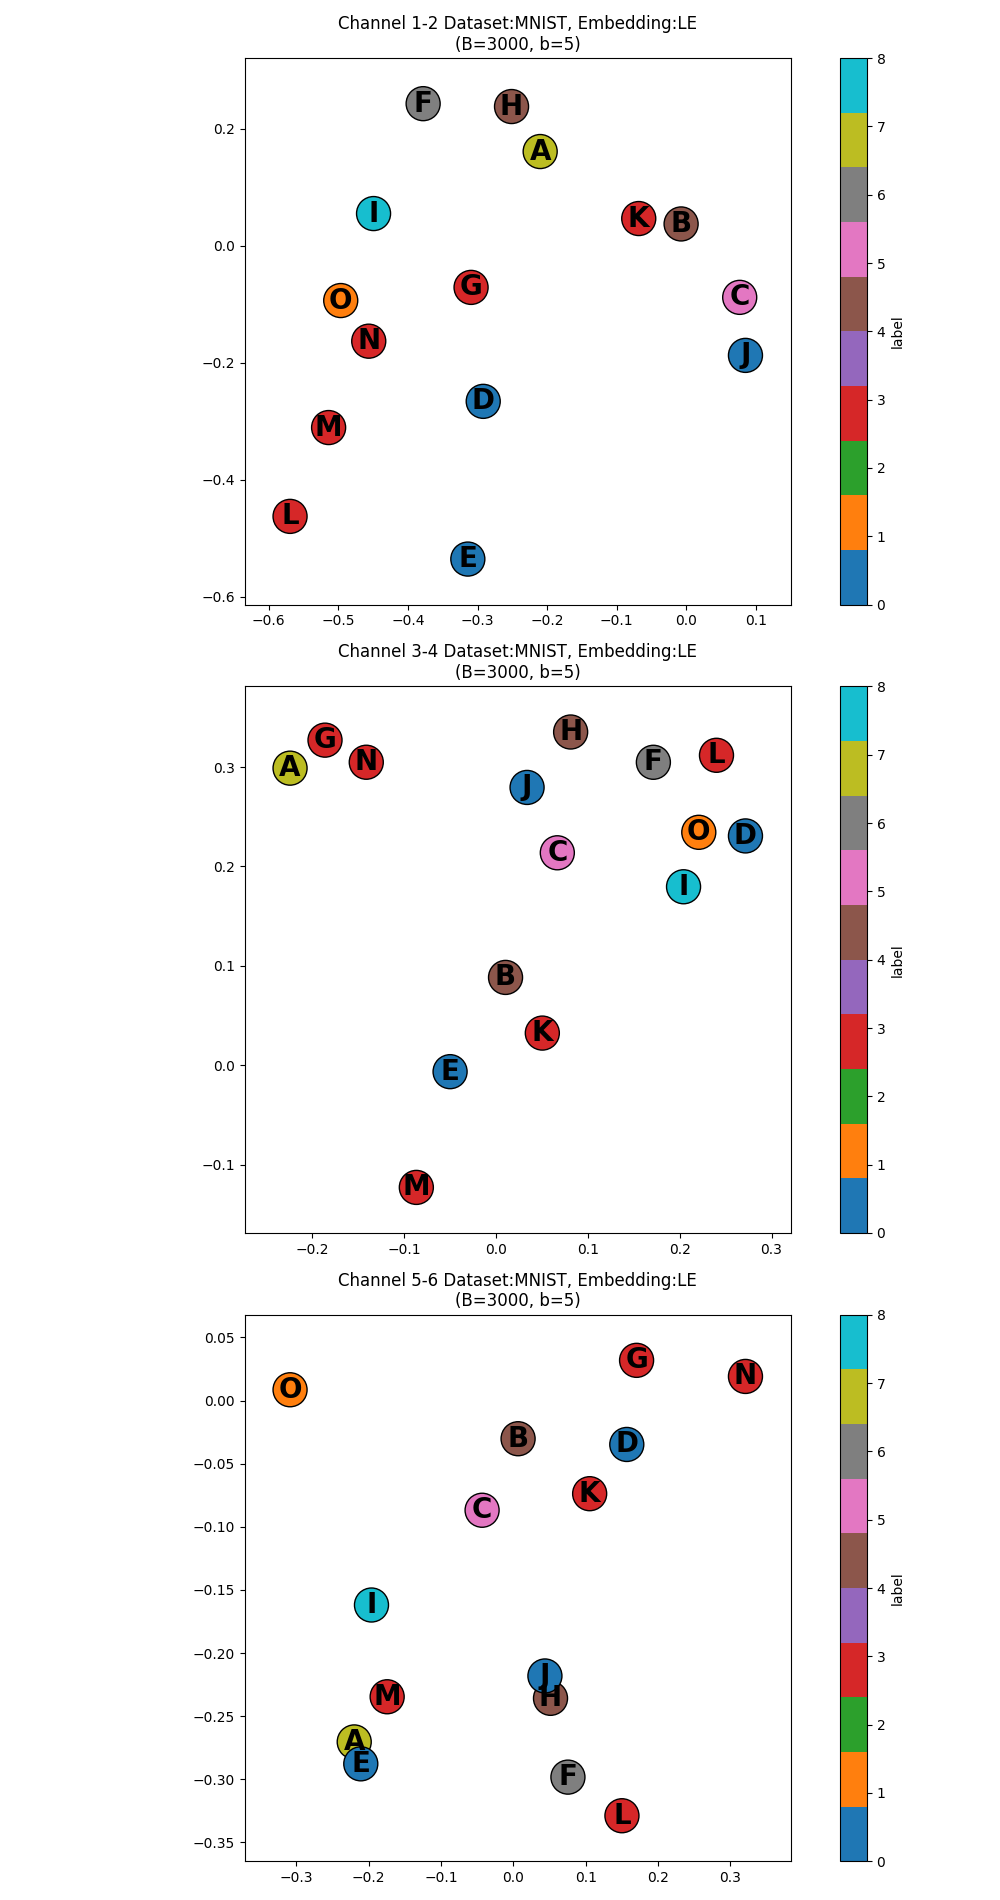 Channel 1-2 Dataset:MNIST, Embedding:LE
(B=3000, b=5)
F H
A
I
K B
G
O
C
N
J
D
M
L
E
0.2
0.0
−0.2
−0.4
−0.6
−0.6 −0.5 −0.4 −0.3 −0.2 −0.1 0.0 0.1
8
7
6
5
4
3
2
1
0
label
Channel 3-4 Dataset:MNIST, Embedding:LE
(B=3000, b=5)
H
G
L
A N F
J
O D
C
I
B
K
E
M
0.3
0.2
0.1
0.0
−0.1
−0.2 −0.1 0.0 0.1 0.2 0.3
8
7
6
5
4
3
2
1
0
label
Channel 5-6 Dataset:MNIST, Embedding:LE
(B=3000, b=5)
G
N
O
B D
K
C
I
J
M H
A
E
F
L
0.05
0.00
−0.05
−0.10
−0.15
−0.20
−0.25
−0.30
−0.35
−0.3 −0.2 −0.1 0.0 0.1 0.2 0.3
8
7
6
5
4
3
2
1
0
label